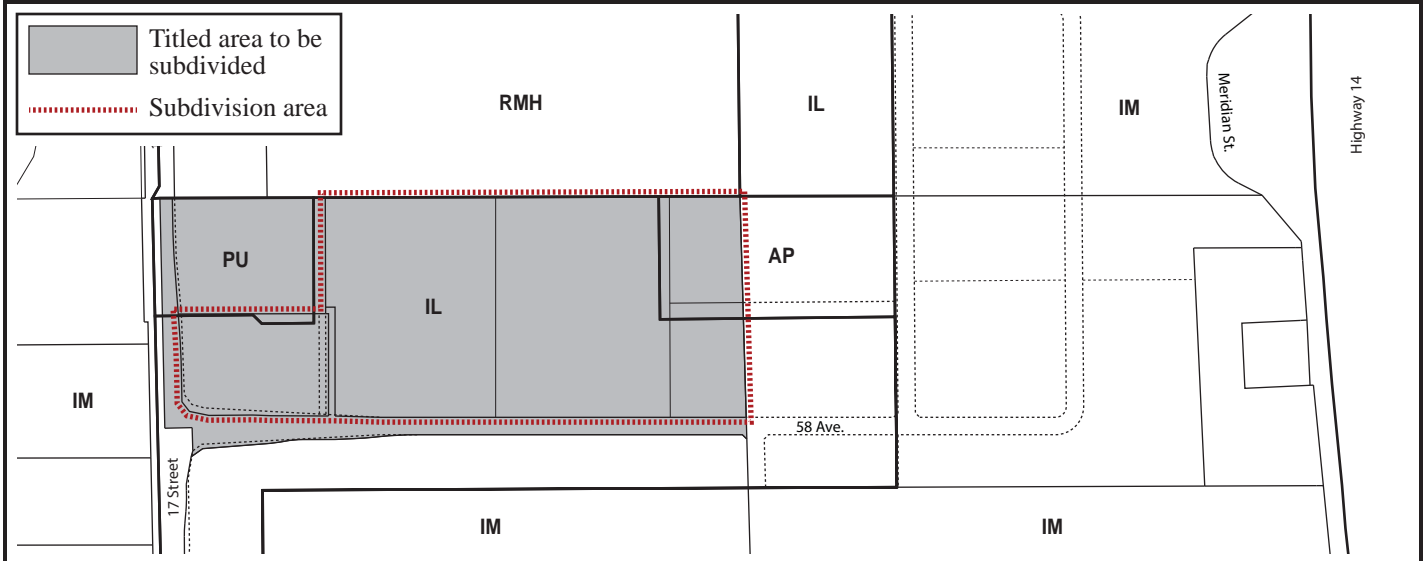 Titled area to be
subdivided
Subdivision area
RMH
IL
IM
Meridian St.
Highway 14
PU
IL
AP
IM
58 Ave.
17 Street
IM
IM